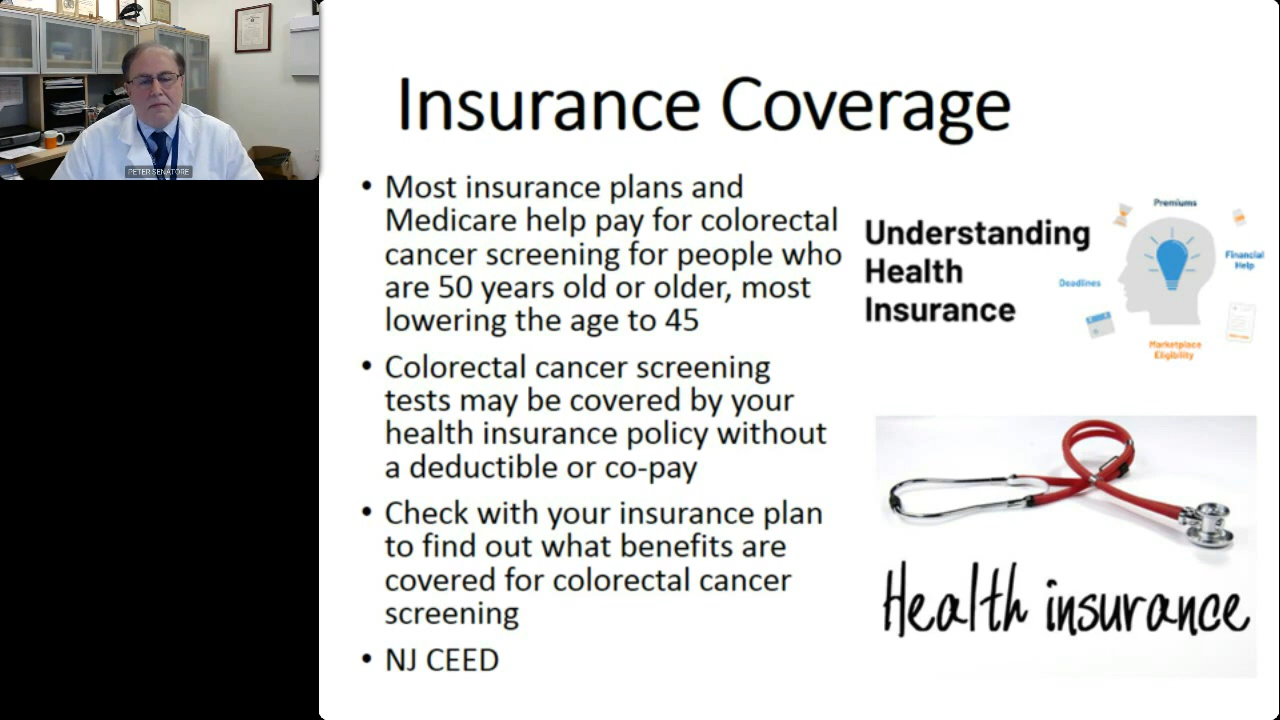 PETER SENATORE
Insurance Coverage
• Most insurance plans and
Medicare help pay for colorectal
cancer screening for people who
are 50 years old or older, most
lowering the age to 45
• Colorectal cancer screening
tests may be covered by your
health insurance policy without
a deductible or co-pay
• Check with your insurance plan
to find out what benefits are
covered for colorectal cancer
screening
• NJ CEED
Understanding
Health
Insurance
Premiums
Financial
Help
Deadlines
Marketplace
Eligibility
Health insurance